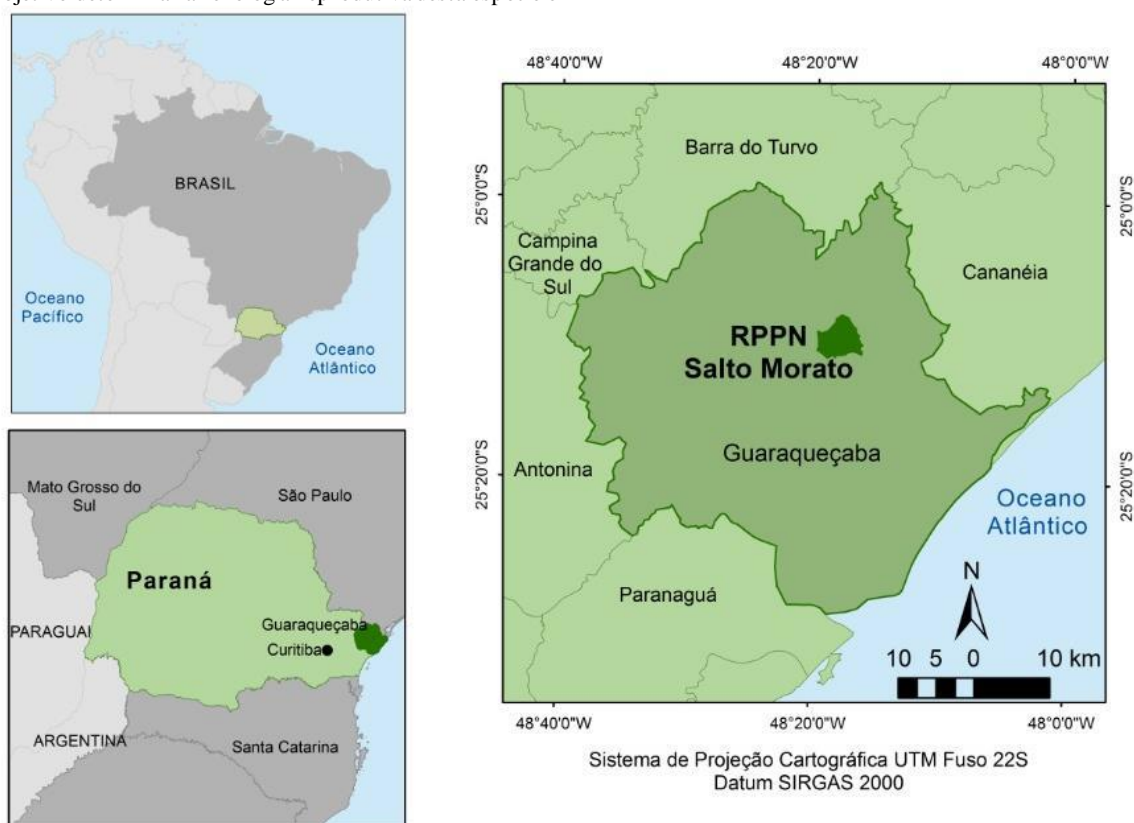 BRASIL
Oceano
Pacífico
Oceano
Atlântico
Mato Grosso do
Sul
São Paulo
Paraná
PARAGUAI
Guaraqueçaba
Curitiba
ARGENTINA
Santa Catarina
48°40'0"W 48°20'0"W 48°0'0"W
25°0'0"S 25°0'0"S
Barra do Turvo
Campina
Grande do
Sul
Cananéia
RPPN
Salto Morato
Guaraqueçaba
Antonina
25°20'0"S 25°20'0"S
Oceano
Atlântico
Paranaguá
N
10 5 0 10 km
48°40'0"W 48°20'0"W 48°0'0"W
Sistema de Projeção Cartográfica UTM Fuso 22S
Datum SIRGAS 2000